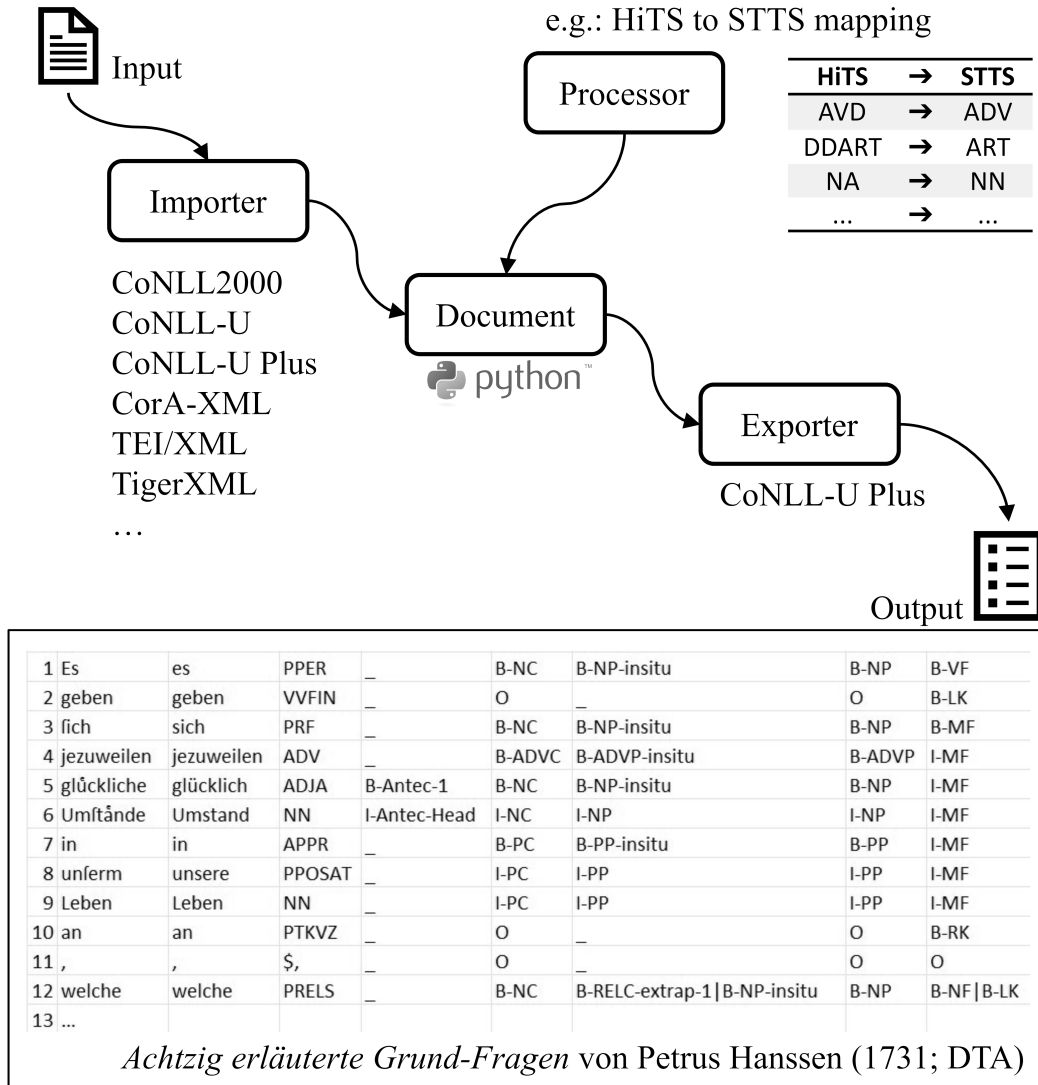 e.g.: HiTS to STTS mapping
Input
Processor
HiTS → STTS
AVD → ADV
DDART → ART
NA → NN
... → ...
Importer
CoNLL2000
CoNLL-U
CoNLL-U Plus
CorA-XML
TEI/XML
TigerXML
…
Document
python™
Exporter
CoNLL-U Plus
Output
1 Es es PPER _ B-NC B-NP-insitu B-NP B-VF
2 geben geben VVFIN _ O _ O B-LK
3 ſich sich PRF _ B-NC B-NP-insitu B-NP B-MF
4 jezuweilen jezuweilen ADV _ B-ADVC B-ADVP-insitu B-ADVP I-MF
5 gluͤckliche glücklich ADJA B-Antec-1 B-NC B-NP-insitu B-NP I-MF
6 Umſtaͤnde Umstand NN I-Antec-Head I-NC I-NP I-NP I-MF
7 in in APPR _ B-PC B-PP-insitu B-PP I-MF
8 unſerm unsere PPOSAT _ I-PC I-PP I-PP I-MF
9 Leben Leben NN _ I-PC I-PP I-PP I-MF
10 an an PTKVZ _ O _ O B-RK
11 , , $, _ O _ O O
12 welche welche PRELS _ B-NC B-RELC-extrap-1|B-NP-insitu B-NP B-NF|B-LK
13 ...
Achtzig erläuterte Grund-Fragen von Petrus Hanssen (1731; DTA)